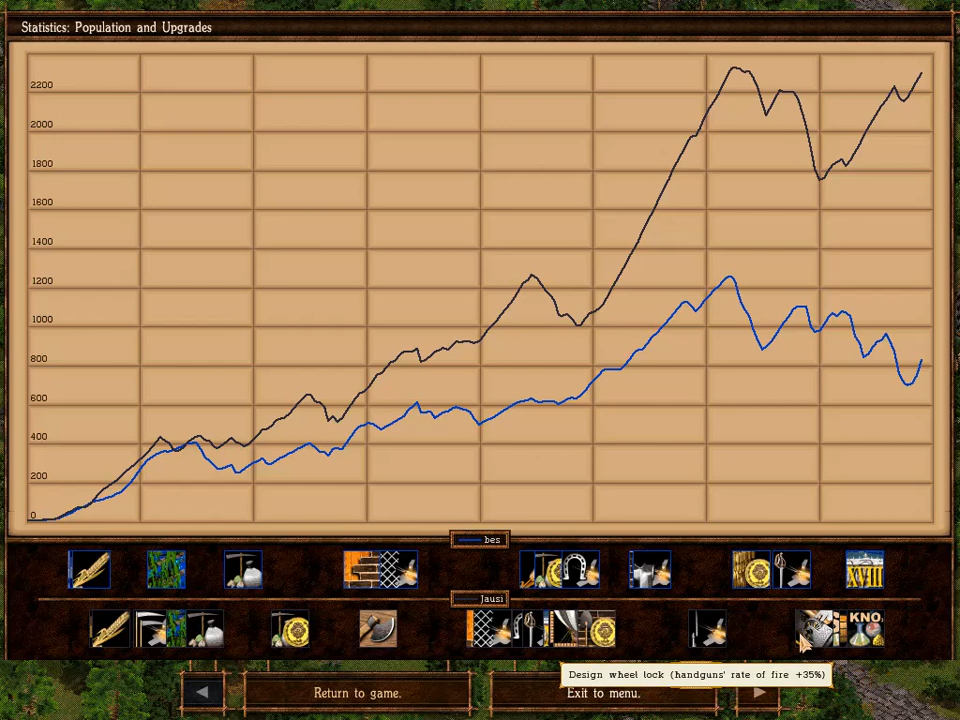 Statistics: Population and Upgrades
2200
2000
1800
1600
1400
1200
1000
800
600
400
200
0
bes
XVIII
Jausi
KNO3
Design wheel lock (handguns' rate of fire +35%)
Return to game.
Exit to menu.